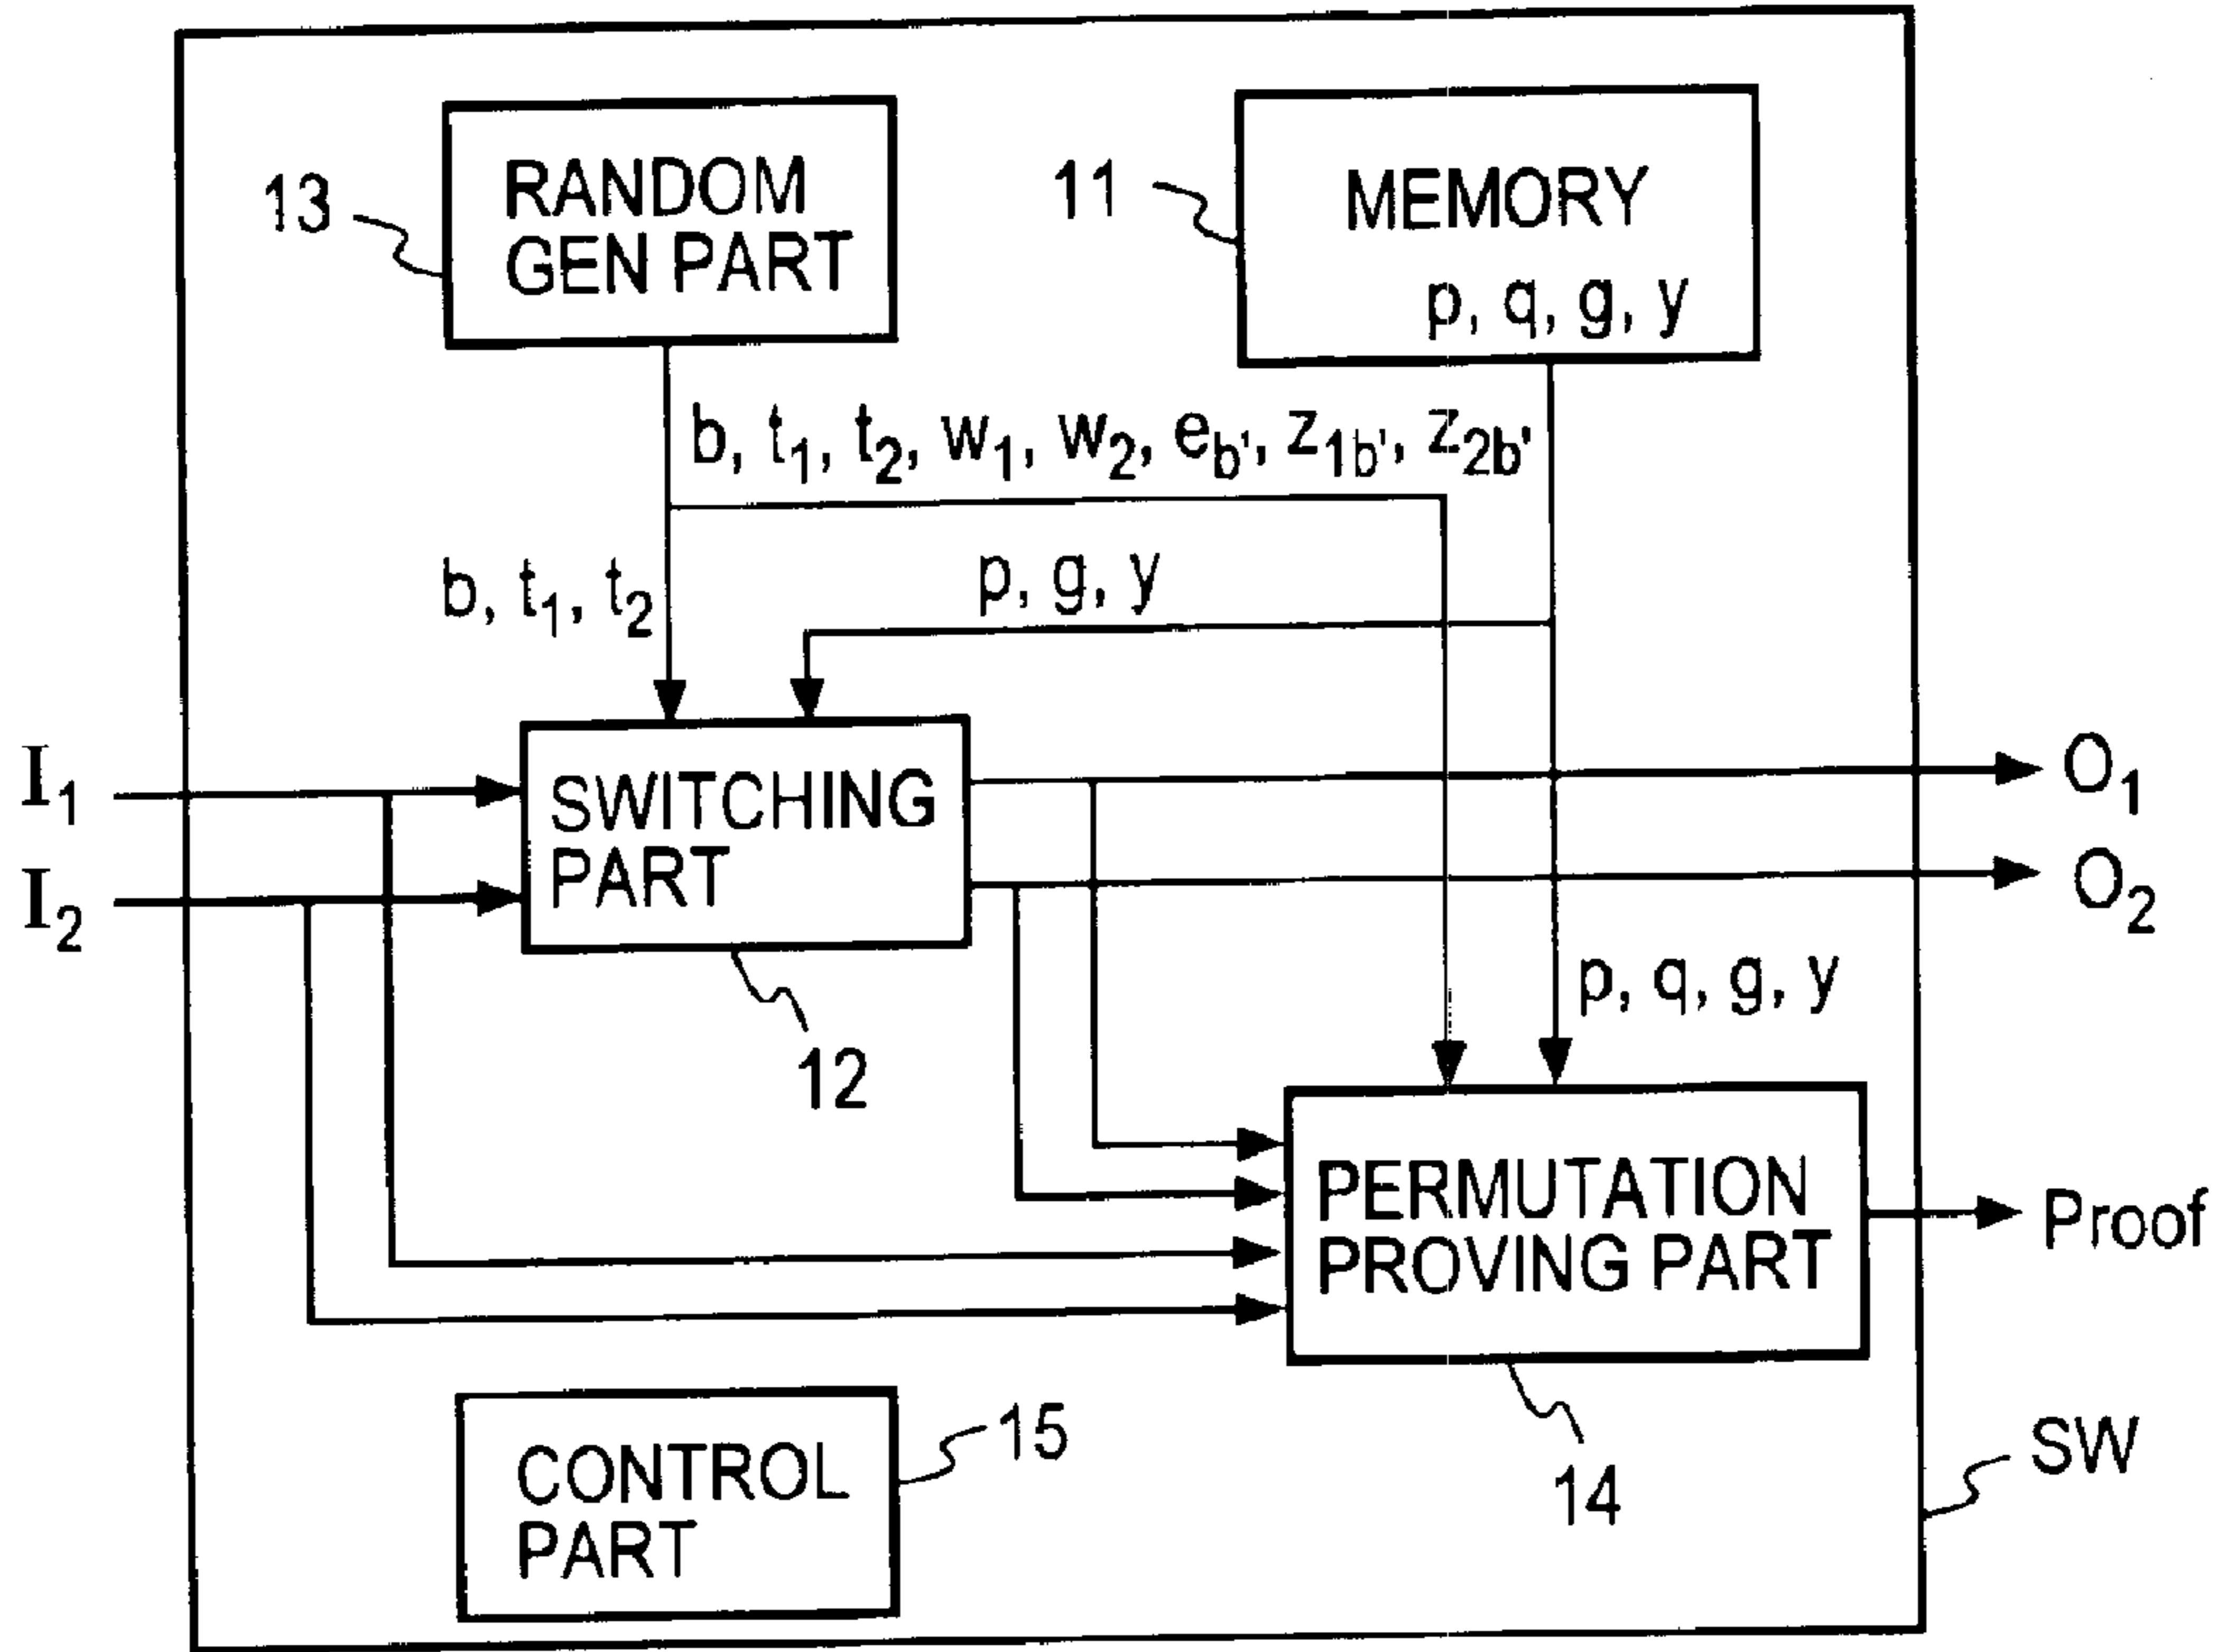 RANDOM
GEN PART
13
11
MEMORY
p, q, g, y
b, t1, t2, w1, w2, eb', z1b', z2b'
b, t1, t2
p, g, y
I1
I2
SWITCHING
PART
12
O1
O2
p, q, g, y
PERMUTATION
PROVING PART
Proof
14
CONTROL
PART
15
SW